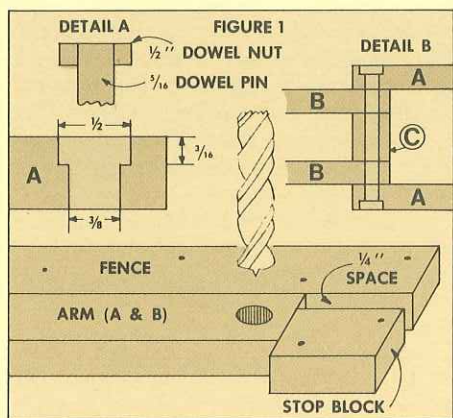 DETAIL A
FIGURE 1
½" DOWEL NUT
5/16 DOWEL PIN
DETAIL B
A
B
C
B
A
½
3/16
A
3/8
FENCE
¼"
SPACE
ARM (A & B)
STOP BLOCK